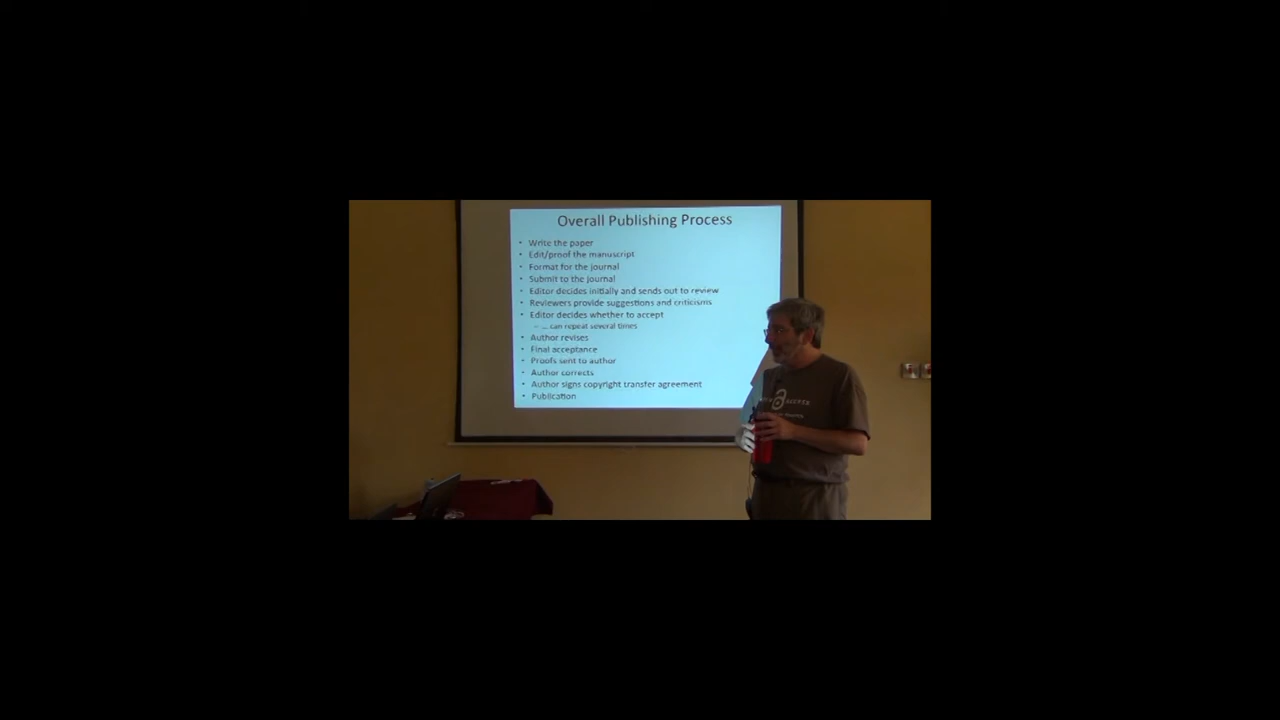 Overall Publishing Process
• Write the paper
• Edit/proof the manuscript
• Format for the journal
• Submit to the journal
• Editor decides initially and sends out to review
• Reviewers provide suggestions and criticisms
• Editor decides whether to accept
– ... can repeat several times
• Author revises
• Final acceptance
• Proofs sent to author
• Author corrects
• Author signs copyright transfer agreement
• Publication